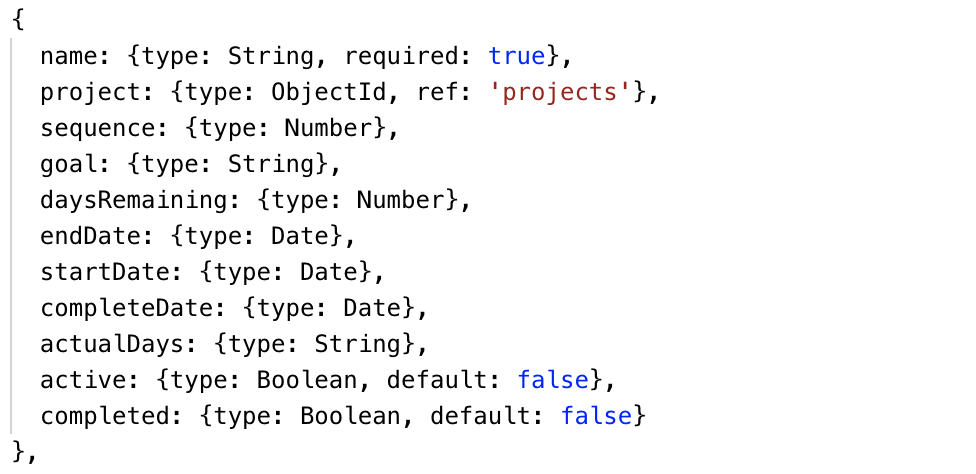 {
name: {type: String, required: true},
project: {type: ObjectId, ref: 'projects'},
sequence: {type: Number},
goal: {type: String},
daysRemaining: {type: Number},
endDate: {type: Date},
startDate: {type: Date},
completeDate: {type: Date},
actualDays: {type: String},
active: {type: Boolean, default: false},
completed: {type: Boolean, default: false}
},